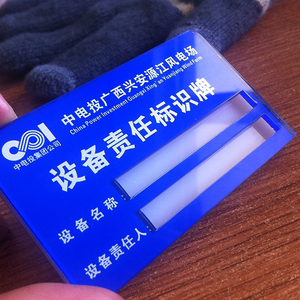 中电投广西兴安源江风电场
China Power Investment Guangxi Xing'an Yuanjiang Wind Farm
CPI
中电投集团公司
设备责任标识牌
设备名称：
设备责任人：